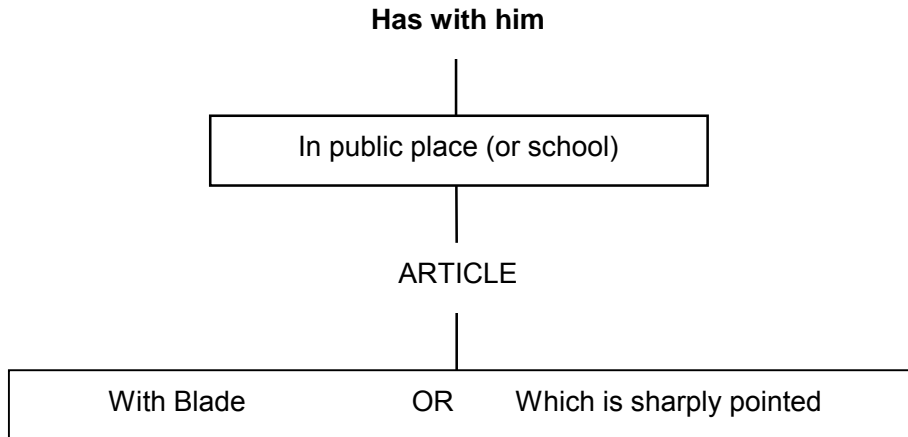 Has with him
In public place (or school)
ARTICLE
With Blade OR Which is sharply pointed